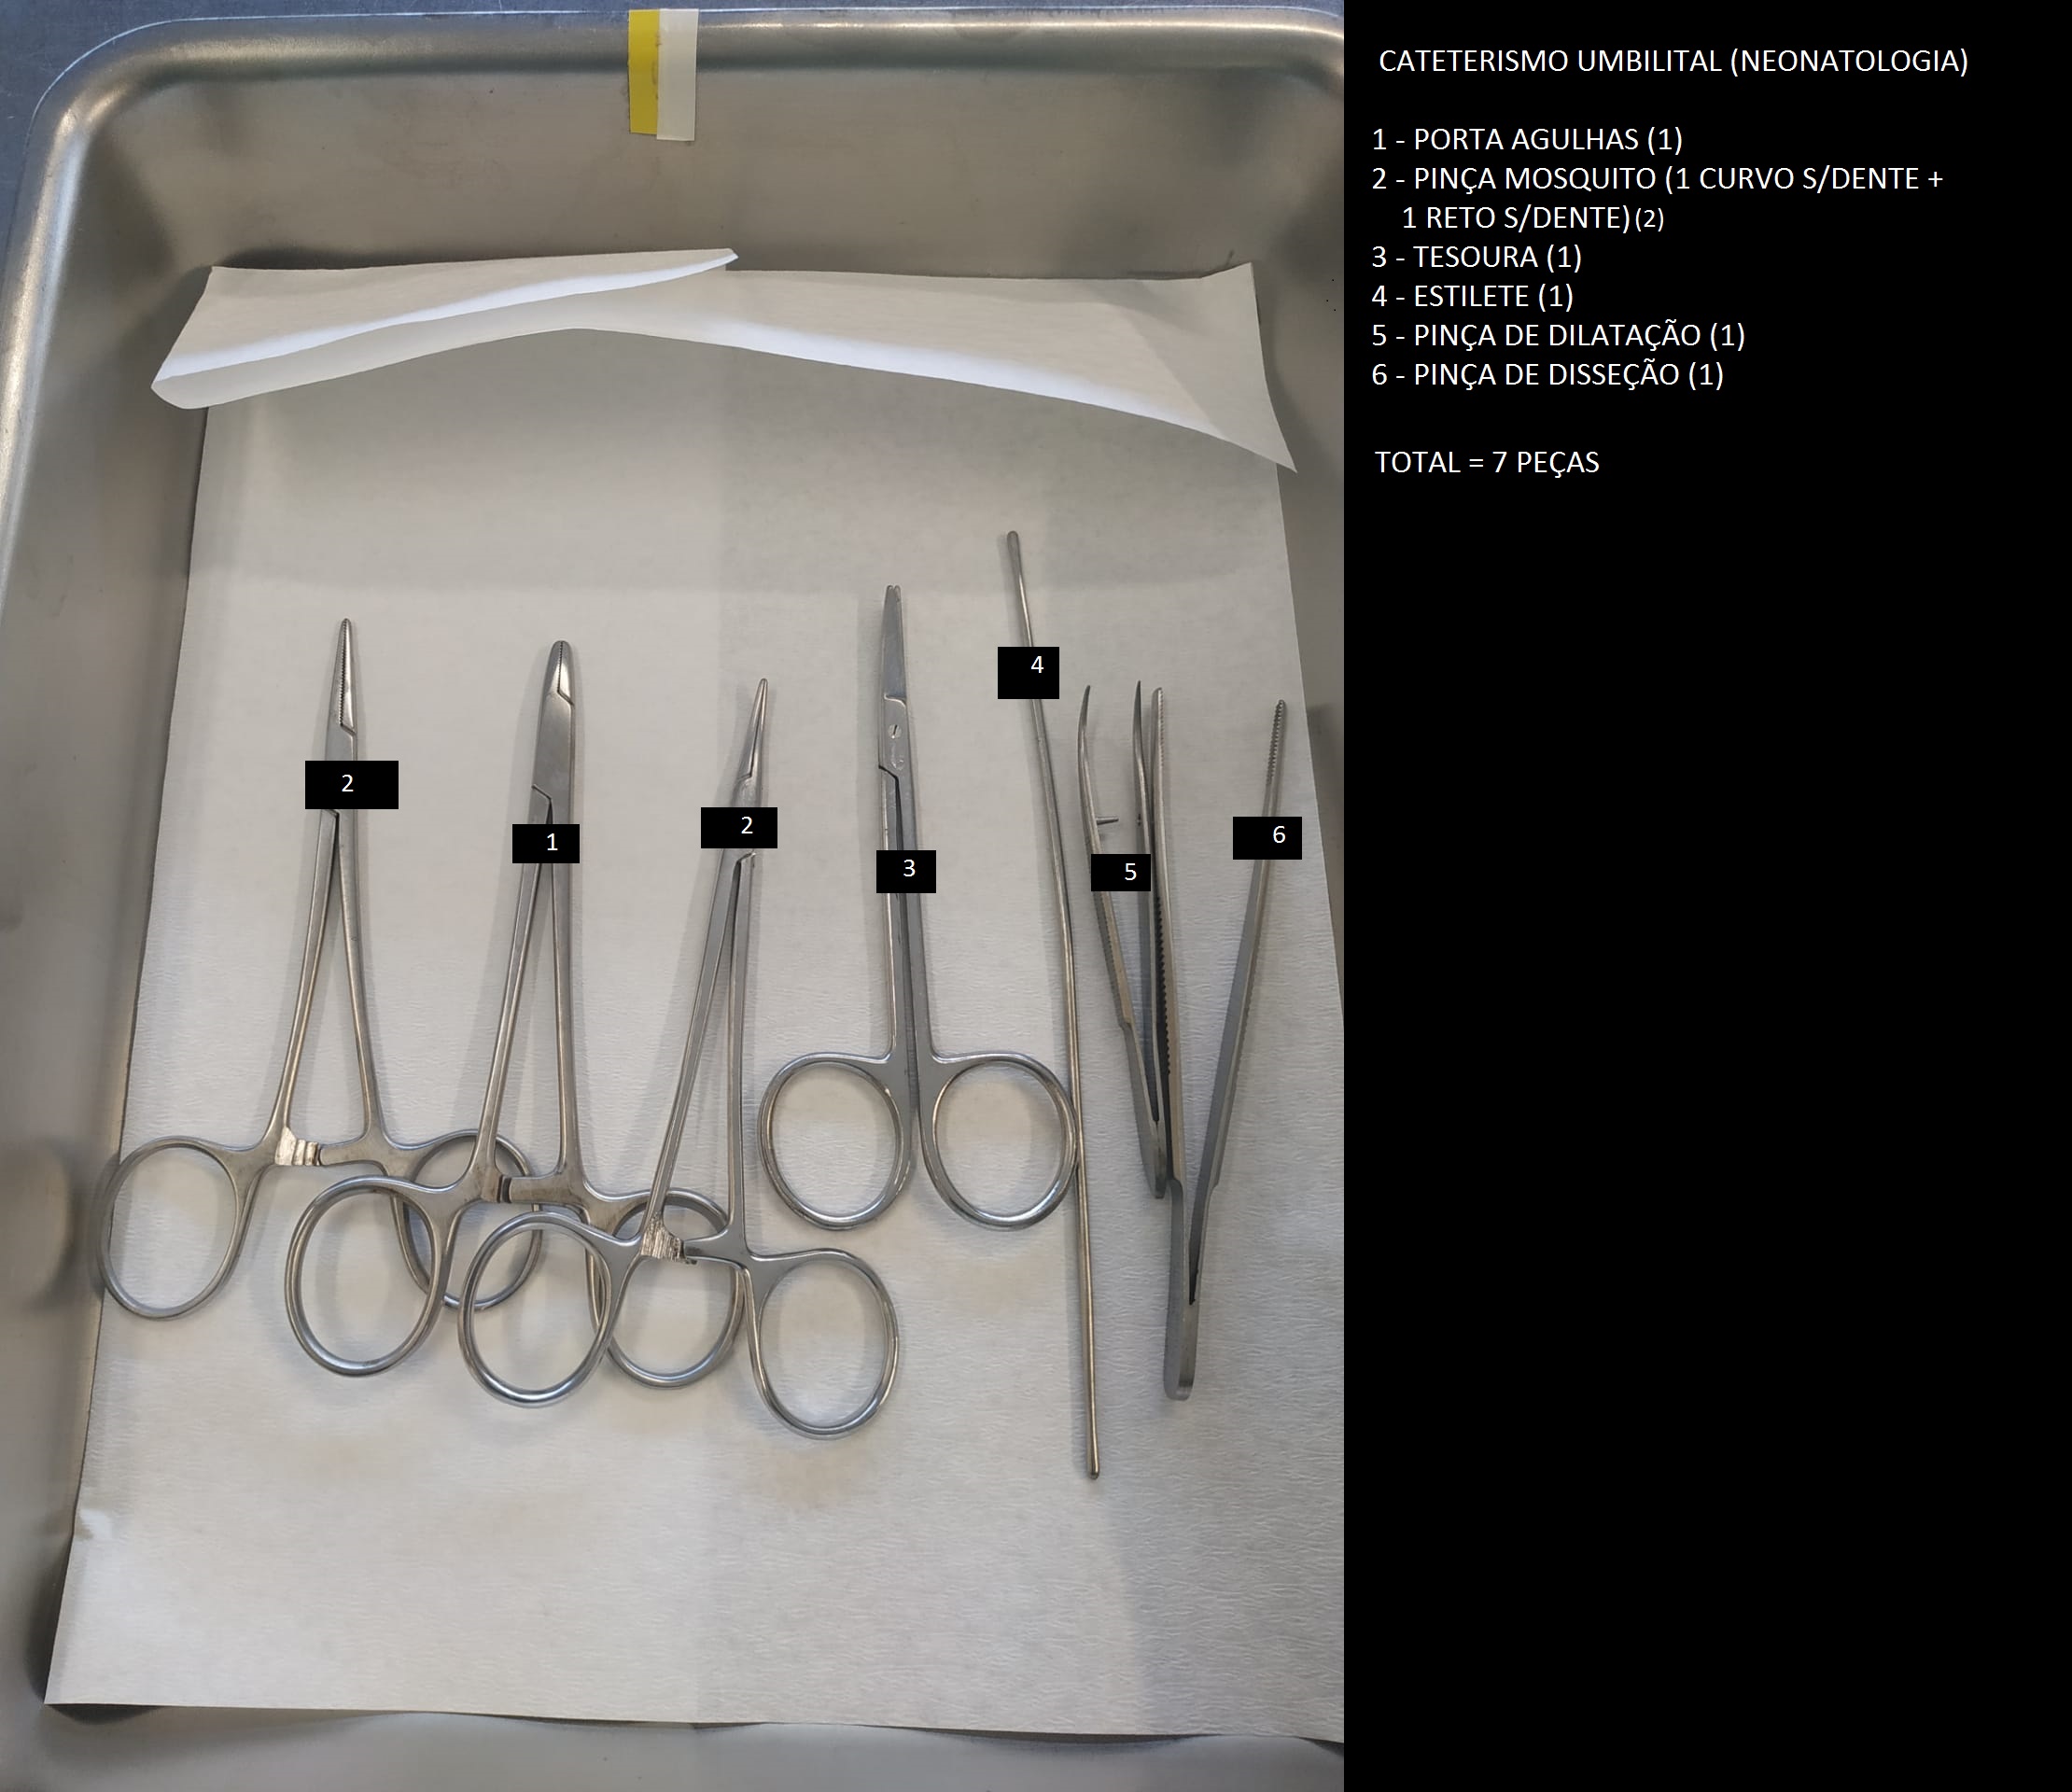 CATETERISMO UMBILITAL (NEONATOLOGIA)
1 - PORTA AGULHAS (1)
2 - PINÇA MOSQUITO (1 CURVO S/DENTE +
1 RETO S/DENTE) (2)
3 - TESOURA (1)
4 - ESTILETE (1)
5 - PINÇA DE DILATAÇÃO (1)
6 - PINÇA DE DISSEÇÃO (1)
TOTAL = 7 PEÇAS
4
2
1
2
3
5
6